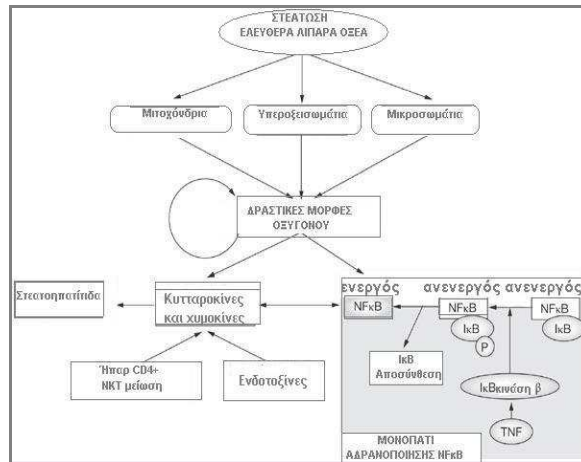 ΣΤΕΑΤΩΣΗ
ΕΛΕΥΘΕΡΑ ΛΙΠΑΡΑ ΟΞΕΑ
Μιτοχόνδρια
Υπεροξεισωμάτια
Μικροσωμάτια
ΔΡΑΣΤΙΚΕΣ ΜΟΡΦΕΣ
ΟΞΥΓΟΝΟΥ
Στεατοηπατίτιδα
Κυτταροκίνες
και χυμοκίνες
Ήπαρ CD4+
NKT μείωση
Ενδοτοξίνες
ενεργός ανενεργός ανενεργός
NFκB NFκB NFκB
IκB IκB
P
IκB
Αποσύνθεση
IκBκινάση β
TNF
ΜΟΝΟΠΑΤΙ
ΑΔΡΑΝΟΠΟΙΗΣΗΣ NFκB